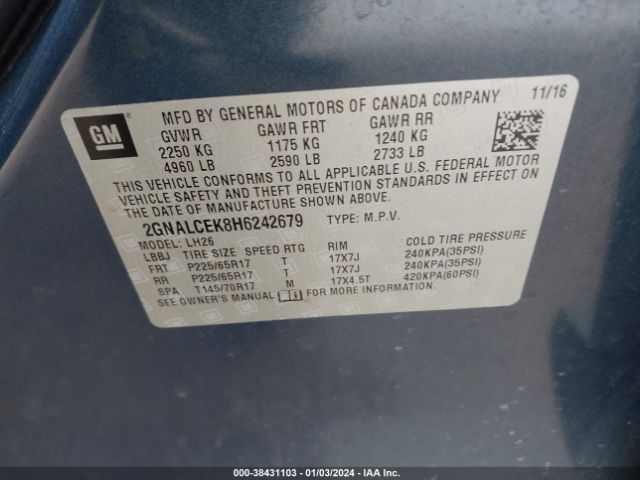 MFD BY GENERAL MOTORS OF CANADA COMPANY 11/16
GM
GVWR GAWR FRT GAWR RR
2250 KG 1175 KG 1240 KG
4960 LB 2590 LB 2733 LB
THIS VEHICLE CONFORMS TO ALL APPLICABLE U.S. FEDERAL MOTOR
VEHICLE SAFETY AND THEFT PREVENTION STANDARDS IN EFFECT ON
THE DATE OF MANUFACTURE SHOWN ABOVE.
2GNALCEK8H6242679 TYPE: M.P.V.
MODEL: LH26
LBBJ TIRE SIZE SPEED RTG RIM COLD TIRE PRESSURE
FRT P225/65R17 T 17X7J 240KPA(35PSI)
RR P225/65R17 T 17X7J 240KPA(35PSI)
SPA T145/70R17 M 17X4.5T 420KPA(60PSI)
SEE OWNER'S MANUAL FOR MORE INFORMATION.
000-38431103 - 01/03/2024 - IAA Inc.